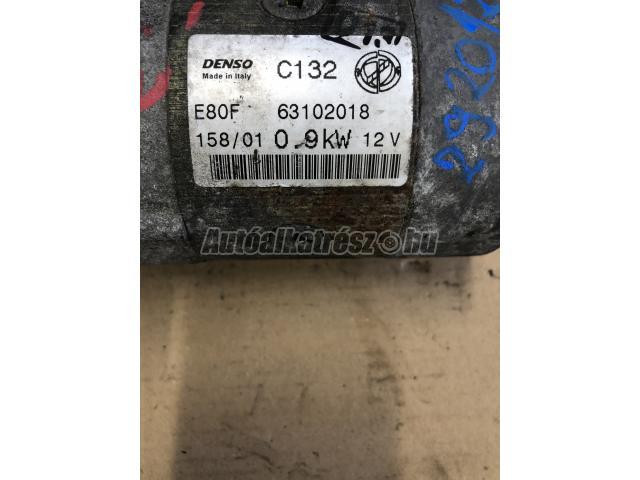 DENSO C132
Made in Italy
E80F 63102018
158/01 0.9kW 12 V
Autóalkatrész.hu